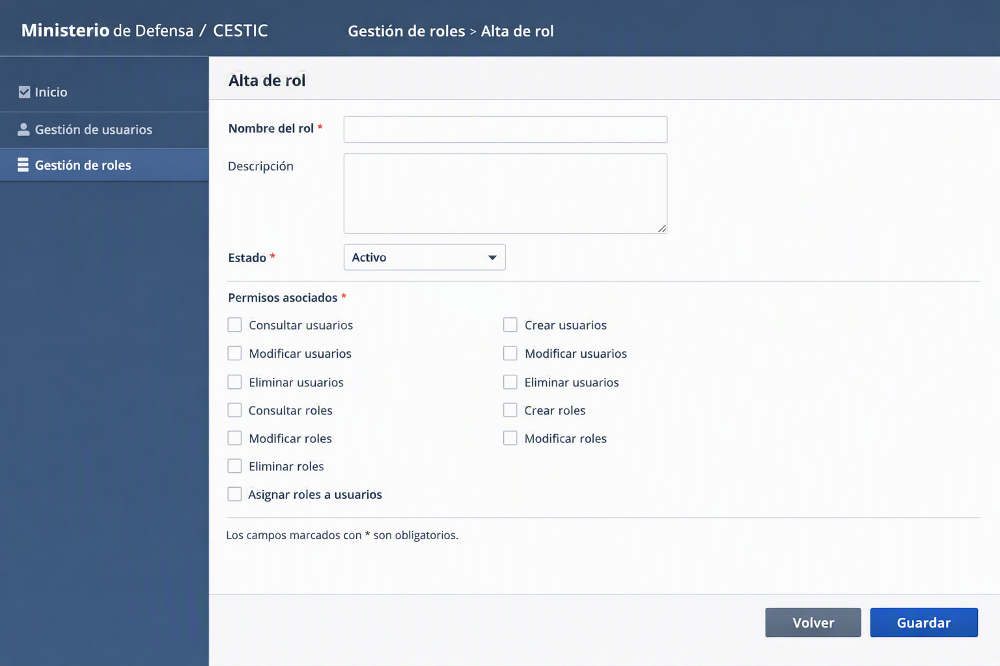 Ministerio de Defensa / CESTIC
Gestión de roles > Alta de rol
Inicio
Gestión de usuarios
Gestión de roles
Alta de rol
Nombre del rol *
Descripción
Estado *
Activo
Permisos asociados *
Consultar usuarios
Crear usuarios
Modificar usuarios
Modificar usuarios
Eliminar usuarios
Eliminar usuarios
Consultar roles
Crear roles
Modificar roles
Modificar roles
Eliminar roles
Asignar roles a usuarios
Los campos marcados con * son obligatorios.
Volver
Guardar